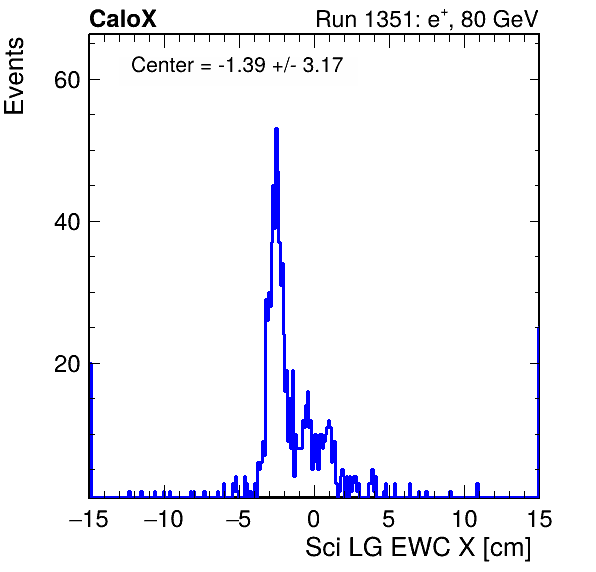 CaloX Run 1351: e⁺, 80 GeV
Center = -1.39 +/- 3.17
Events
60
40
20
−15 −10 −5 0 5 10 15
Sci LG EWC X [cm]